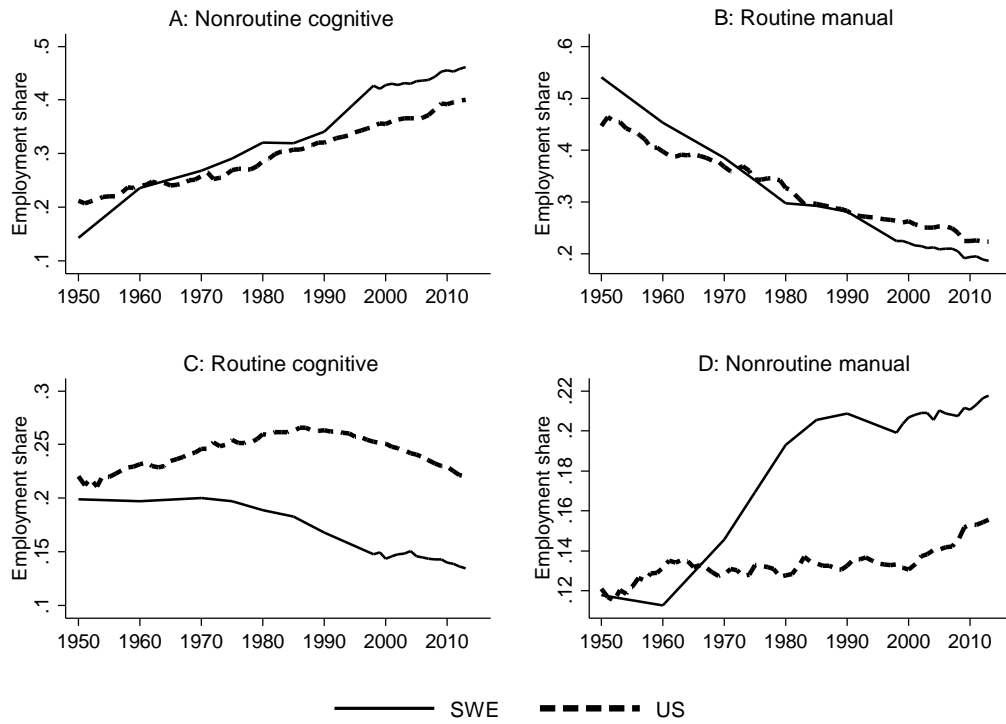 A: Nonroutine cognitive
Employment share
.5
.4
.3
.2
.1
1950 1960 1970 1980 1990 2000 2010
B: Routine manual
Employment share
.6
.5
.4
.3
.2
1950 1960 1970 1980 1990 2000 2010
C: Routine cognitive
Employment share
.3
.25
.2
.15
.1
1950 1960 1970 1980 1990 2000 2010
D: Nonroutine manual
Employment share
.22
.2
.18
.16
.14
.12
1950 1960 1970 1980 1990 2000 2010
SWE US